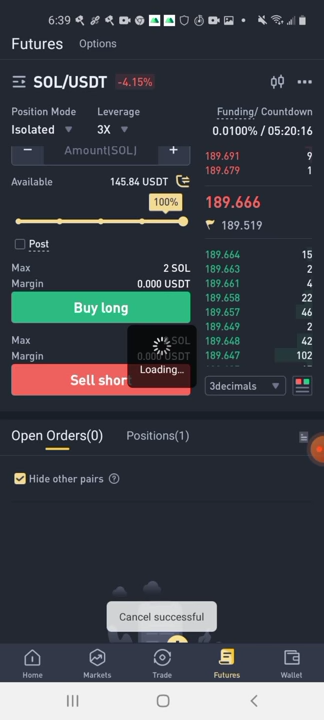 6:39
Futures Options
SOL/USDT -4.15%
Position Mode Leverage Funding/ Countdown
Isolated 3X 0.0100% / 05:20:16
− Amount(SOL) +
189.691 9
189.679 1
Available 145.84 USDT
189.666
100%
189.519
Post
189.664 15
189.663 2
189.661 4
189.658 22
189.657 46
189.649 2
189.648 42
189.647 102
Max 2 SOL
Margin 0.000 USDT
Buy long
Max SOL
Margin 0.000 USDT
Loading...
Sell short
3decimals
Open Orders(0) Positions(1)
Hide other pairs ?
Cancel successful
Home Markets Trade Futures Wallet